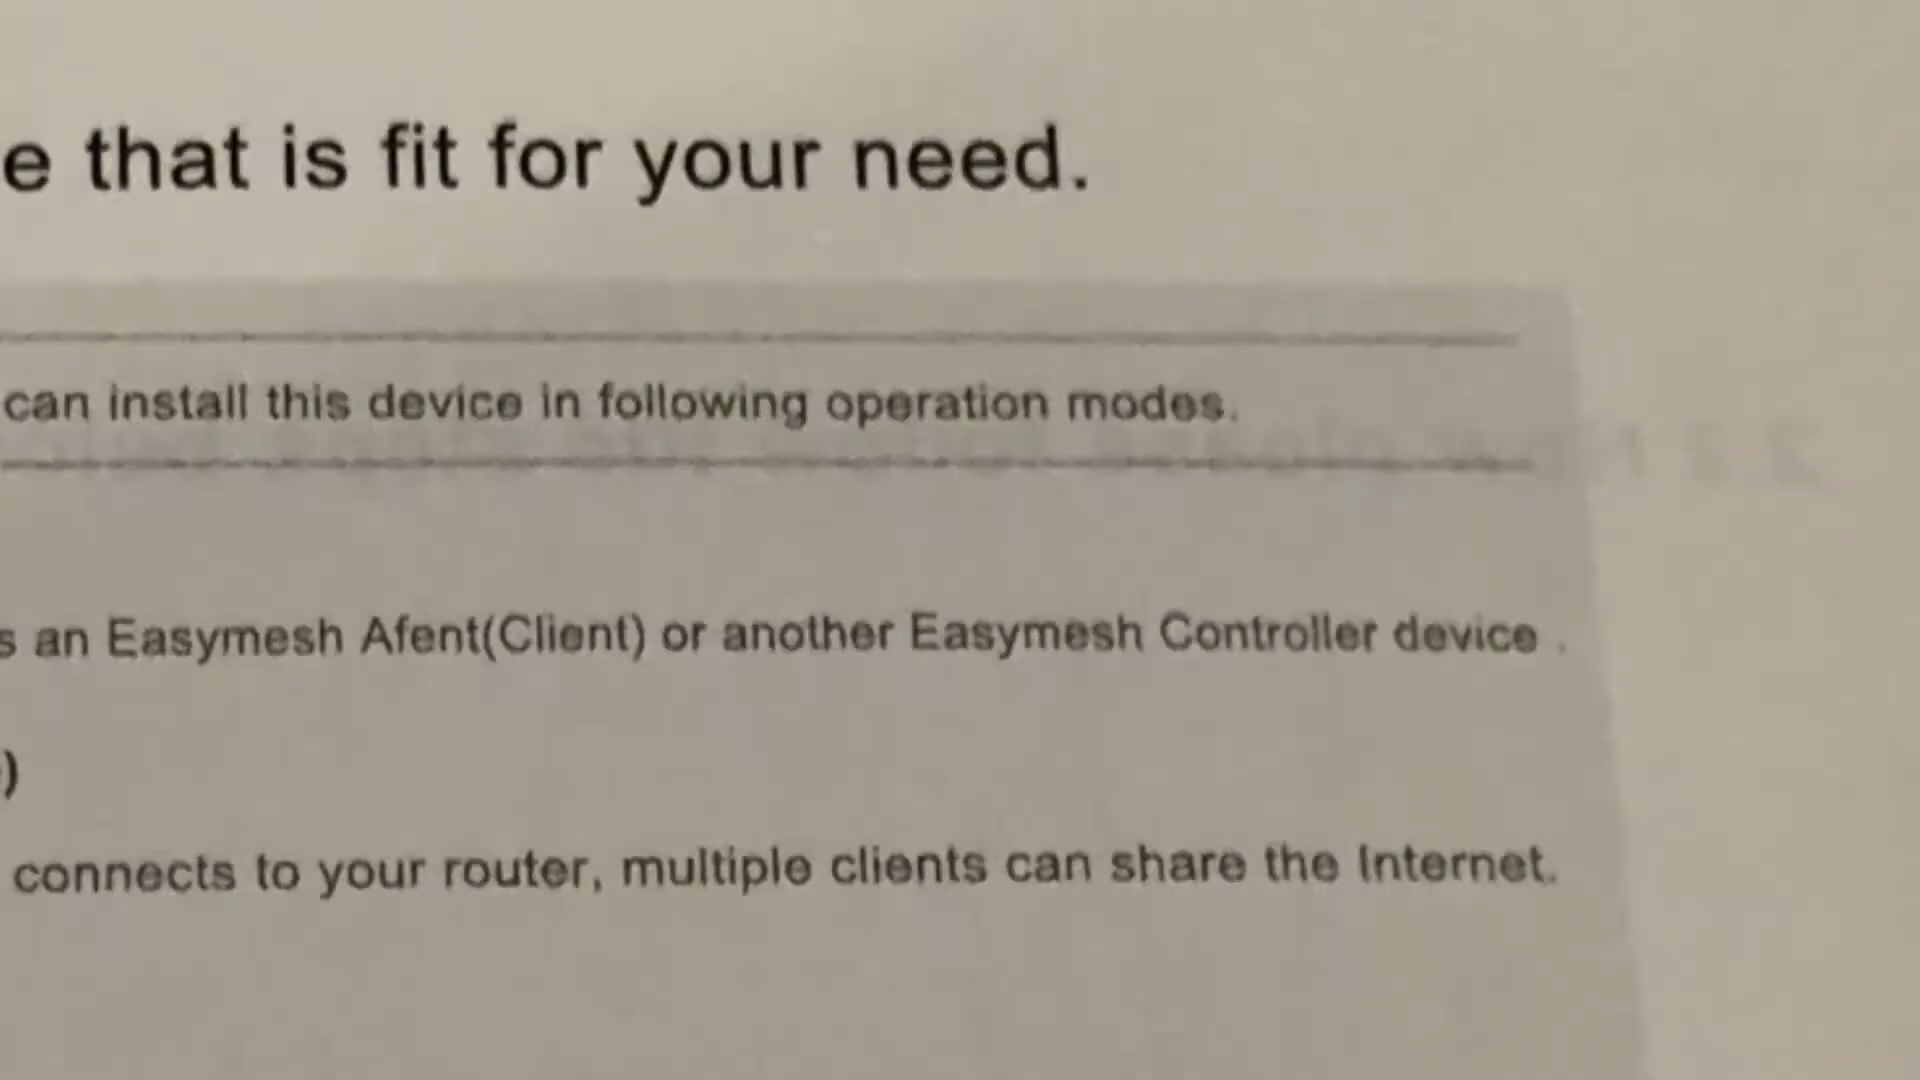 e that is fit for your need.
can install this device in following operation modes.
s an Easymesh Afent(Client) or another Easymesh Controller device .
)
connects to your router, multiple clients can share the Internet.